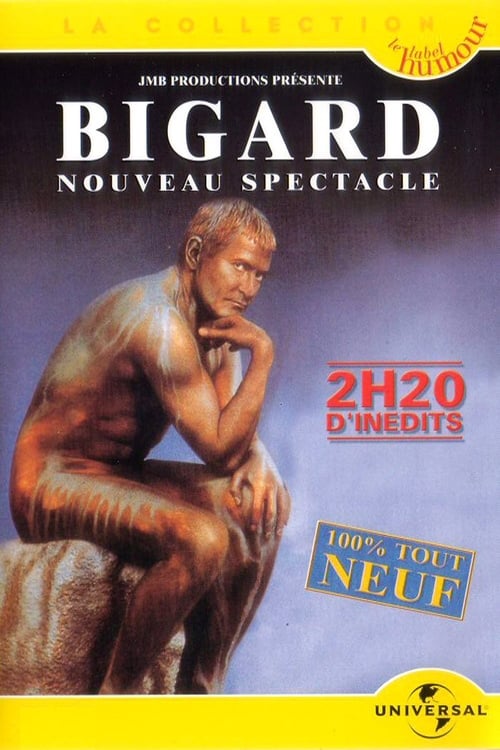 LA COLLECTION
le label
humour
JMB PRODUCTIONS PRÉSENTE
BIGARD
NOUVEAU SPECTACLE
2H20
D'INEDITS
100% TOUT
NEUF
UNIVERSAL